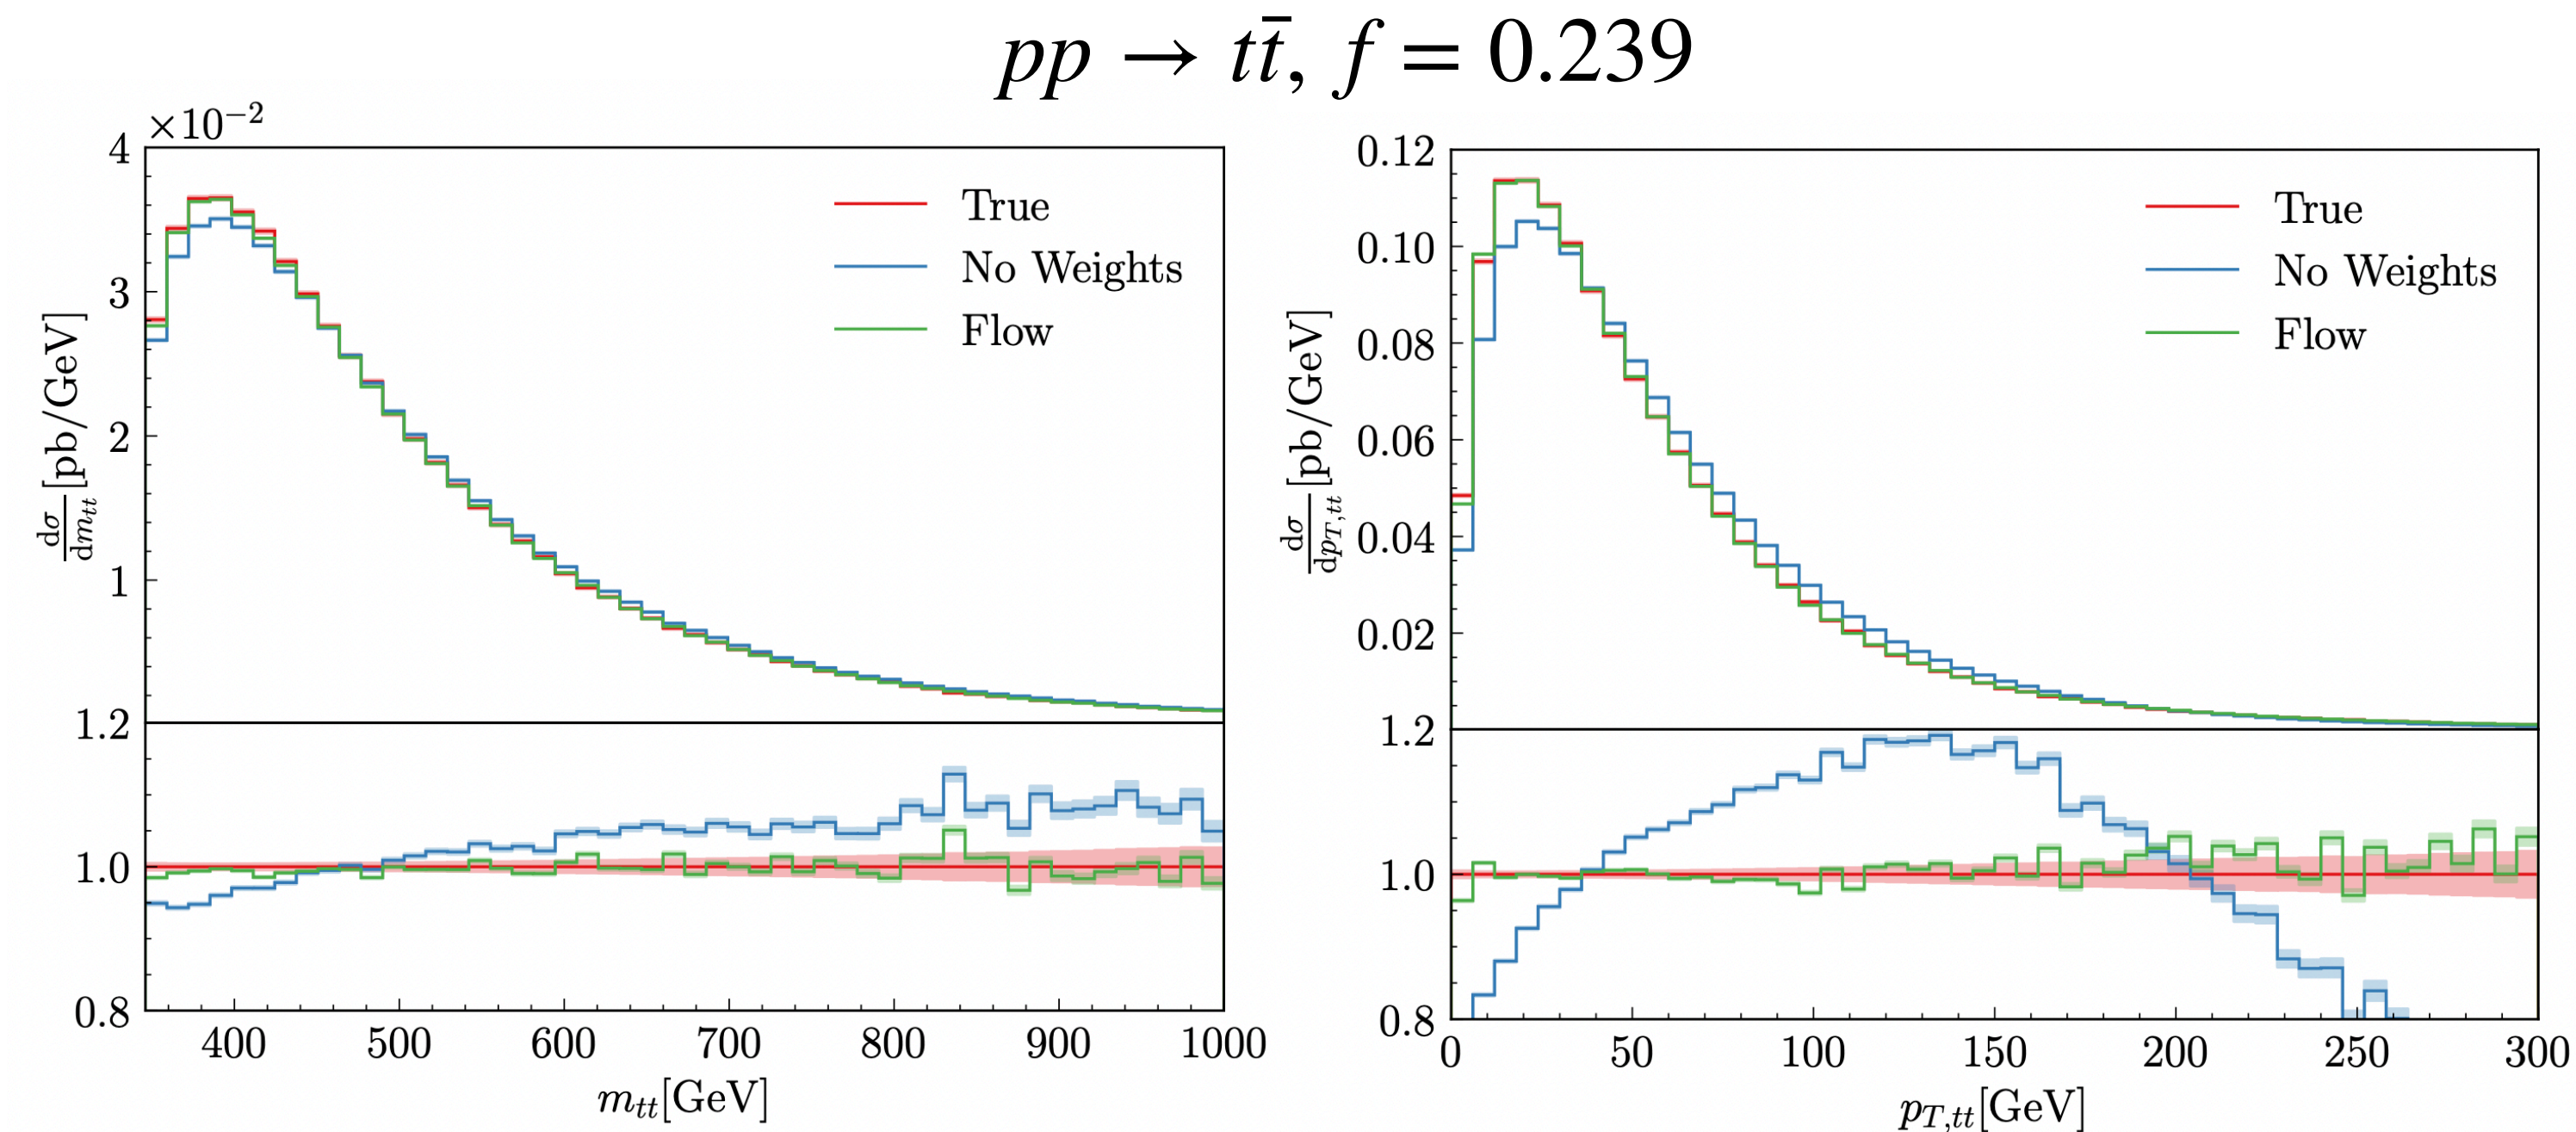 pp → tt̄, f = 0.239
×10⁻²
4
3
2
1
1.2
1.0
0.8
dσ/dm_tt [pb/GeV]
True
No Weights
Flow
400 500 600 700 800 900 1000
m_tt[GeV]
0.12
0.10
0.08
0.06
0.04
0.02
1.2
1.0
0.8
dσ/dp_T,tt [pb/GeV]
True
No Weights
Flow
0 50 100 150 200 250 300
p_T,tt[GeV]